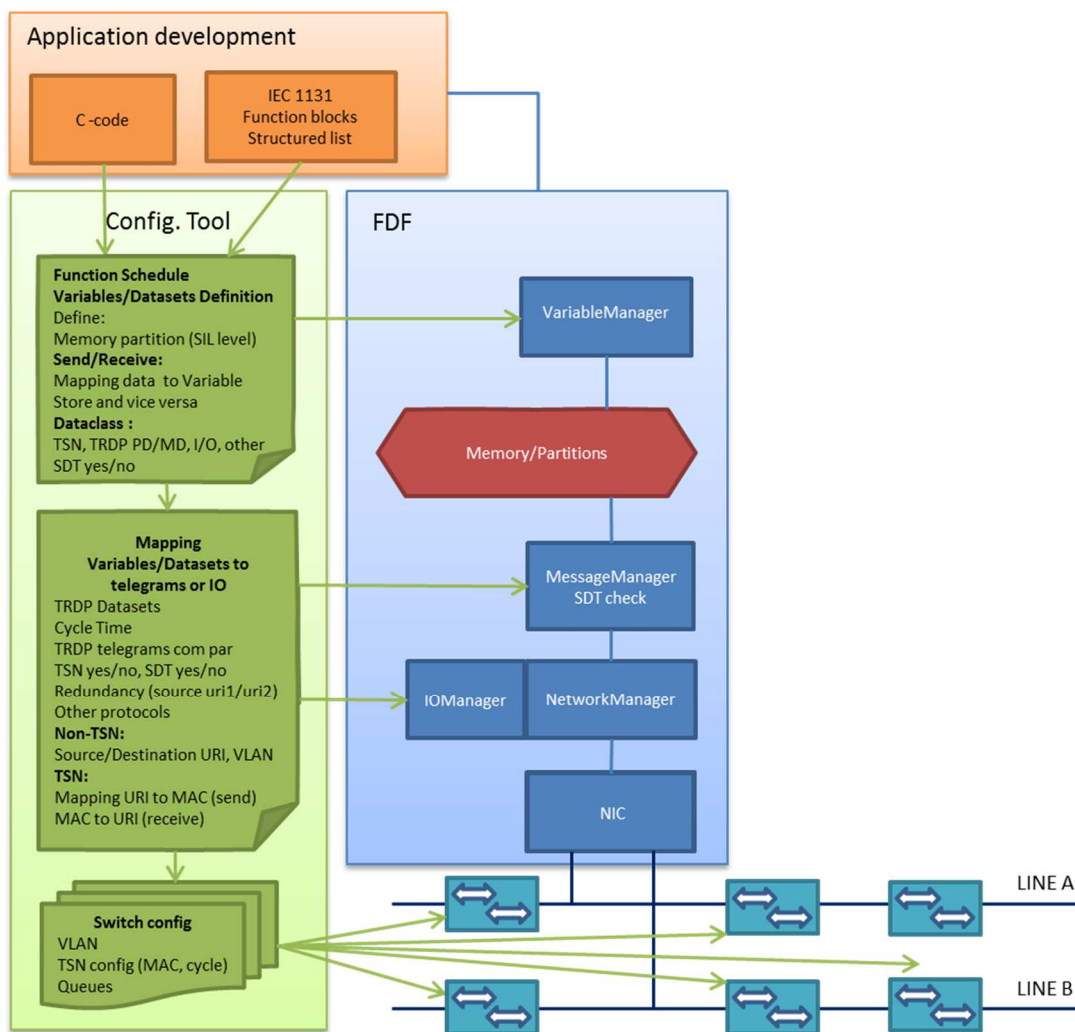 Application development
C -code
IEC 1131
Function blocks
Structured list
Config. Tool
Function Schedule
Variables/Datasets Definition
Define:
Memory partition (SIL level)
Send/Receive:
Mapping data to Variable
Store and vice versa
Dataclass :
TSN, TRDP PD/MD, I/O, other
SDT yes/no
Mapping
Variables/Datasets to
telegrams or IO
TRDP Datasets
Cycle Time
TRDP telegrams com par
TSN yes/no, SDT yes/no
Redundancy (source uri1/uri2)
Other protocols
Non-TSN:
Source/Destination URI, VLAN
TSN:
Mapping URI to MAC (send)
MAC to URI (receive)
Switch config
VLAN
TSN config (MAC, cycle)
Queues
FDF
VariableManager
Memory/Partitions
MessageManager
SDT check
IOManager
NetworkManager
NIC
LINE A
LINE B